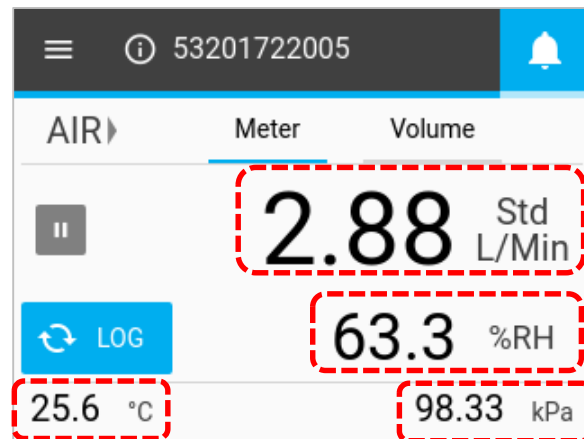 53201722005
AIR Meter Volume
2.88 Std L/Min
63.3 %RH
LOG
25.6 °C 98.33 kPa